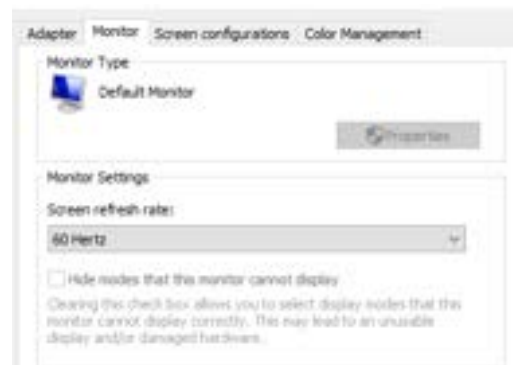 Adapter Monitor Screen configurations Color Management
Monitor Type
Default Monitor
Properties
Monitor Settings
Screen refresh rate:
60 Hertz
Hide modes that this monitor cannot display
Clearing this check box allows you to select display modes that this
monitor cannot display correctly. This may lead to an unusable
display and/or damaged hardware.